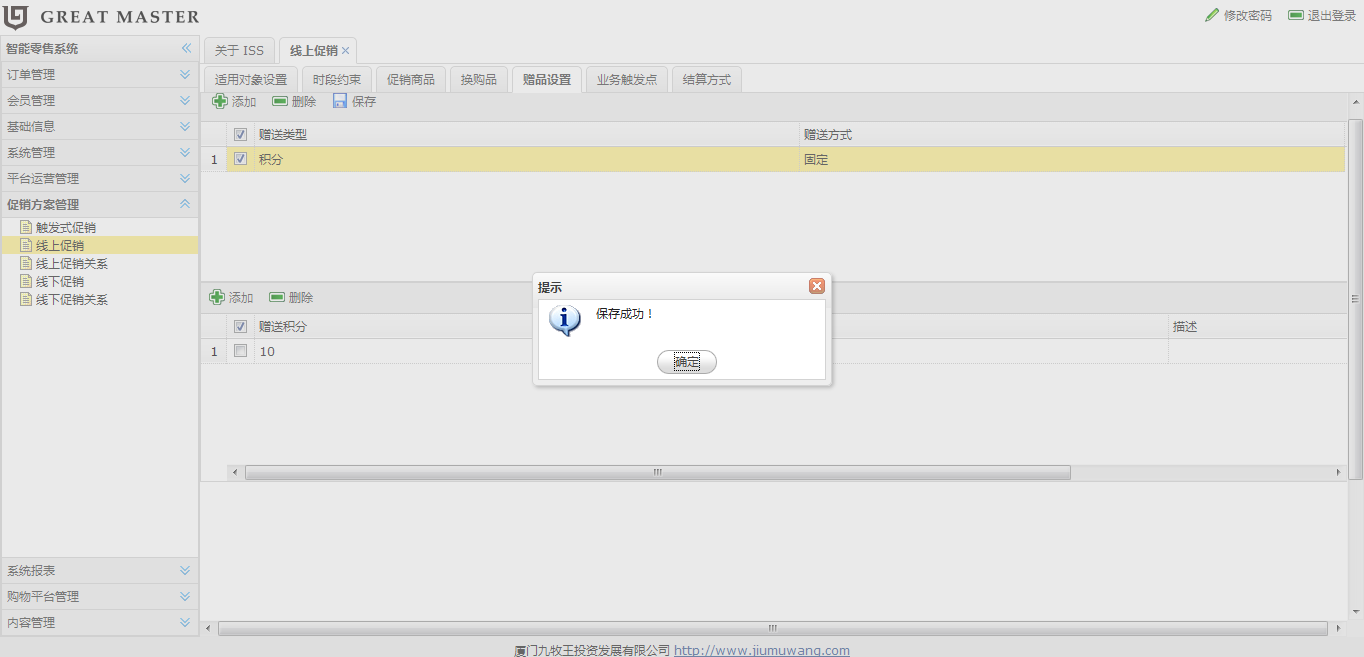 GREAT MASTER
修改密码 退出登录
智能零售系统
订单管理
会员管理
基础信息
系统管理
平台运营管理
促销方案管理
触发式促销
线上促销
线上促销关系
线下促销
线下促销关系
系统报表
购物平台管理
内容管理
关于 ISS 线上促销
适用对象设置 时段约束 促销商品 换购品 赠品设置 业务触发点 结算方式
添加 删除 保存
赠送类型 赠送方式
1 积分 固定
添加 删除
赠送积分 描述
1 10
提示
保存成功！
确定
厦门九牧王投资发展有限公司 http://www.jiumuwang.com